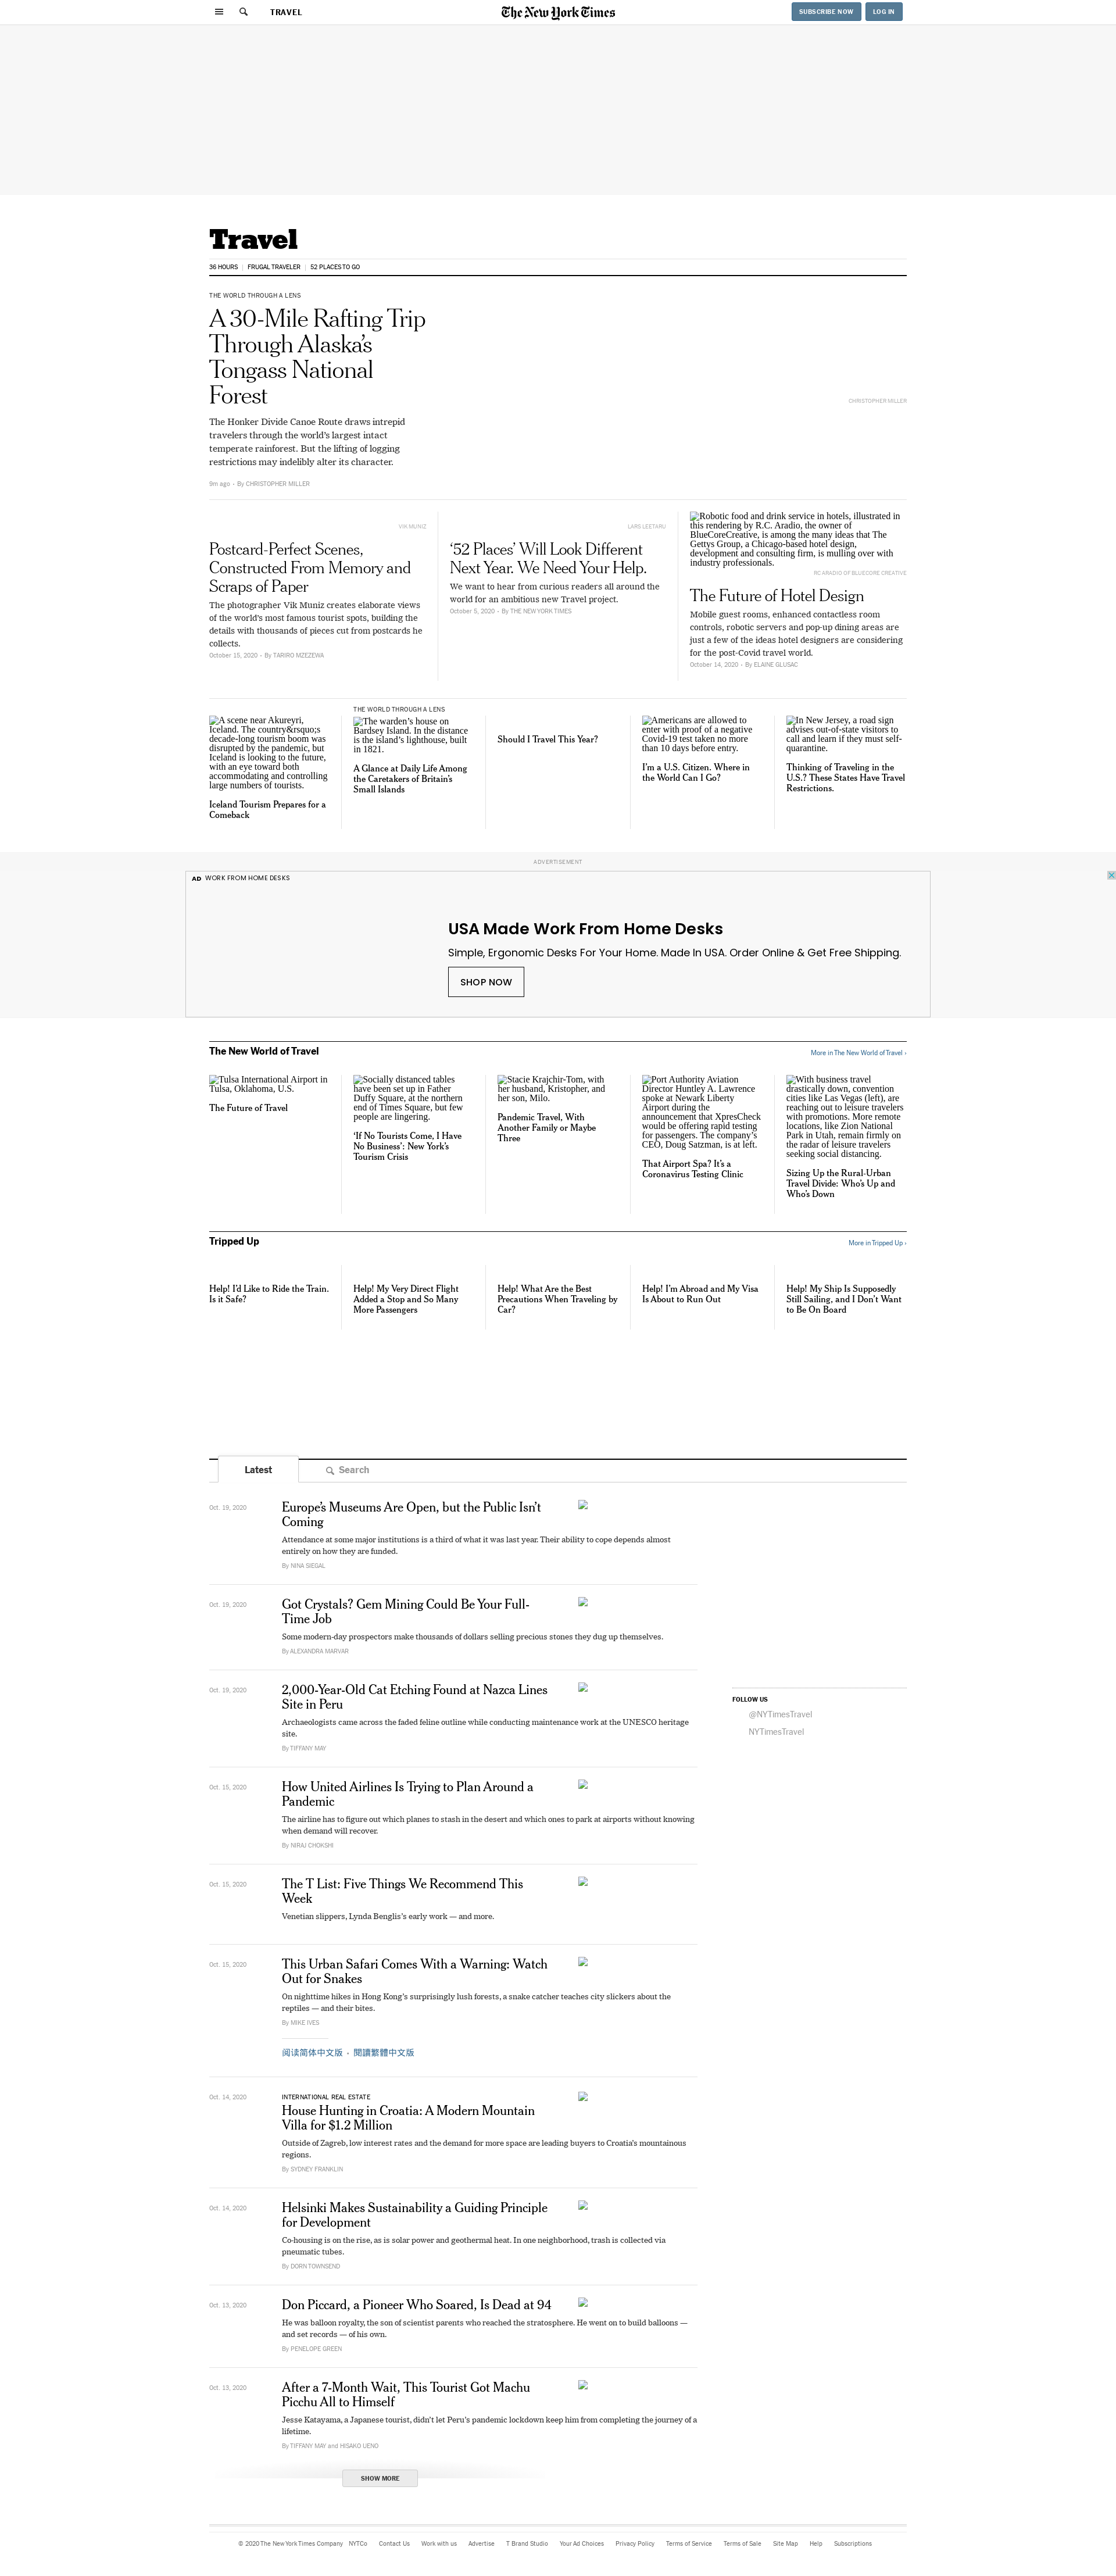 TRAVEL
The New York Times
SUBSCRIBE NOW
LOG IN
Travel
36 HOURS
FRUGAL TRAVELER
52 PLACES TO GO
THE WORLD THROUGH A LENS
A 30-Mile Rafting Trip
Through Alaska's
Tongass National
Forest
CHRISTOPHER MILLER
The Honker Divide Canoe Route draws intrepid
travelers through the world's largest intact
temperate rainforest. But the lifting of logging
restrictions may indelibly alter its character.
9m ago • By CHRISTOPHER MILLER
VIK MUNIZ
Postcard-Perfect Scenes,
Constructed From Memory and
Scraps of Paper
The photographer Vik Muniz creates elaborate views
of the world's most famous tourist spots, building the
details with thousands of pieces cut from postcards he
collects.
October 15, 2020 • By TARIRO MZEZEWA
LARS LEETARU
'52 Places' Will Look Different
Next Year. We Need Your Help.
We want to hear from curious readers all around the
world for an ambitious new Travel project.
October 5, 2020 • By THE NEW YORK TIMES
Robotic food and drink service in hotels, illustrated in
this rendering by R.C. Aradio, the owner of
BlueCoreCreative, is among the many ideas that The
Gettys Group, a Chicago-based hotel design,
development and consulting firm, is mulling over with
industry professionals.
RC ARADIO OF BLUECORE CREATIVE
The Future of Hotel Design
Mobile guest rooms, enhanced contactless room
controls, robotic servers and pop-up dining areas are
just a few of the ideas hotel designers are considering
for the post-Covid travel world.
October 14, 2020 • By ELAINE GLUSAC
A scene near Akureyri,
Iceland. The country&rsquo;s
decade-long tourism boom was
disrupted by the pandemic, but
Iceland is looking to the future,
with an eye toward both
accommodating and controlling
large numbers of tourists.
Iceland Tourism Prepares for a
Comeback
THE WORLD THROUGH A LENS
The warden's house on
Bardsey Island. In the distance
is the island's lighthouse, built
in 1821.
A Glance at Daily Life Among
the Caretakers of Britain's
Small Islands
Should I Travel This Year?
Americans are allowed to
enter with proof of a negative
Covid-19 test taken no more
than 10 days before entry.
I'm a U.S. Citizen. Where in
the World Can I Go?
In New Jersey, a road sign
advises out-of-state visitors to
call and learn if they must self-
quarantine.
Thinking of Traveling in the
U.S.? These States Have Travel
Restrictions.
ADVERTISEMENT
AD WORK FROM HOME DESKS
USA Made Work From Home Desks
Simple, Ergonomic Desks For Your Home. Made In USA. Order Online & Get Free Shipping.
SHOP NOW
The New World of Travel
More in The New World of Travel ›
Tulsa International Airport in
Tulsa, Oklahoma, U.S.
The Future of Travel
Socially distanced tables
have been set up in Father
Duffy Square, at the northern
end of Times Square, but few
people are lingering.
'If No Tourists Come, I Have
No Business': New York's
Tourism Crisis
Stacie Krajchir-Tom, with
her husband, Kristopher, and
her son, Milo.
Pandemic Travel, With
Another Family or Maybe
Three
Port Authority Aviation
Director Huntley A. Lawrence
spoke at Newark Liberty
Airport during the
announcement that XpresCheck
would be offering rapid testing
for passengers. The company's
CEO, Doug Satzman, is at left.
That Airport Spa? It's a
Coronavirus Testing Clinic
With business travel
drastically down, convention
cities like Las Vegas (left), are
reaching out to leisure travelers
with promotions. More remote
locations, like Zion National
Park in Utah, remain firmly on
the radar of leisure travelers
seeking social distancing.
Sizing Up the Rural-Urban
Travel Divide: Who's Up and
Who's Down
Tripped Up
More in Tripped Up ›
Help! I'd Like to Ride the Train.
Is it Safe?
Help! My Very Direct Flight
Added a Stop and So Many
More Passengers
Help! What Are the Best
Precautions When Traveling by
Car?
Help! I'm Abroad and My Visa
Is About to Run Out
Help! My Ship Is Supposedly
Still Sailing, and I Don't Want
to Be On Board
Latest
Search
Oct. 19, 2020
Europe's Museums Are Open, but the Public Isn't
Coming
Attendance at some major institutions is a third of what it was last year. Their ability to cope depends almost
entirely on how they are funded.
By NINA SIEGAL
Oct. 19, 2020
Got Crystals? Gem Mining Could Be Your Full-
Time Job
Some modern-day prospectors make thousands of dollars selling precious stones they dug up themselves.
By ALEXANDRA MARVAR
Oct. 19, 2020
2,000-Year-Old Cat Etching Found at Nazca Lines
Site in Peru
Archaeologists came across the faded feline outline while conducting maintenance work at the UNESCO heritage
site.
By TIFFANY MAY
FOLLOW US
@NYTimesTravel
NYTimesTravel
Oct. 15, 2020
How United Airlines Is Trying to Plan Around a
Pandemic
The airline has to figure out which planes to stash in the desert and which ones to park at airports without knowing
when demand will recover.
By NIRAJ CHOKSHI
Oct. 15, 2020
The T List: Five Things We Recommend This
Week
Venetian slippers, Lynda Benglis's early work — and more.
Oct. 15, 2020
This Urban Safari Comes With a Warning: Watch
Out for Snakes
On nighttime hikes in Hong Kong's surprisingly lush forests, a snake catcher teaches city slickers about the
reptiles — and their bites.
By MIKE IVES
阅读简体中文版 • 閱讀繁體中文版
Oct. 14, 2020
INTERNATIONAL REAL ESTATE
House Hunting in Croatia: A Modern Mountain
Villa for $1.2 Million
Outside of Zagreb, low interest rates and the demand for more space are leading buyers to Croatia's mountainous
regions.
By SYDNEY FRANKLIN
Oct. 14, 2020
Helsinki Makes Sustainability a Guiding Principle
for Development
Co-housing is on the rise, as is solar power and geothermal heat. In one neighborhood, trash is collected via
pneumatic tubes.
By DORN TOWNSEND
Oct. 13, 2020
Don Piccard, a Pioneer Who Soared, Is Dead at 94
He was balloon royalty, the son of scientist parents who reached the stratosphere. He went on to build balloons —
and set records — of his own.
By PENELOPE GREEN
Oct. 13, 2020
After a 7-Month Wait, This Tourist Got Machu
Picchu All to Himself
Jesse Katayama, a Japanese tourist, didn't let Peru's pandemic lockdown keep him from completing the journey of a
lifetime.
By TIFFANY MAY and HISAKO UENO
SHOW MORE
© 2020 The New York Times Company
NYTCo
Contact Us
Work with us
Advertise
T Brand Studio
Your Ad Choices
Privacy Policy
Terms of Service
Terms of Sale
Site Map
Help
Subscriptions